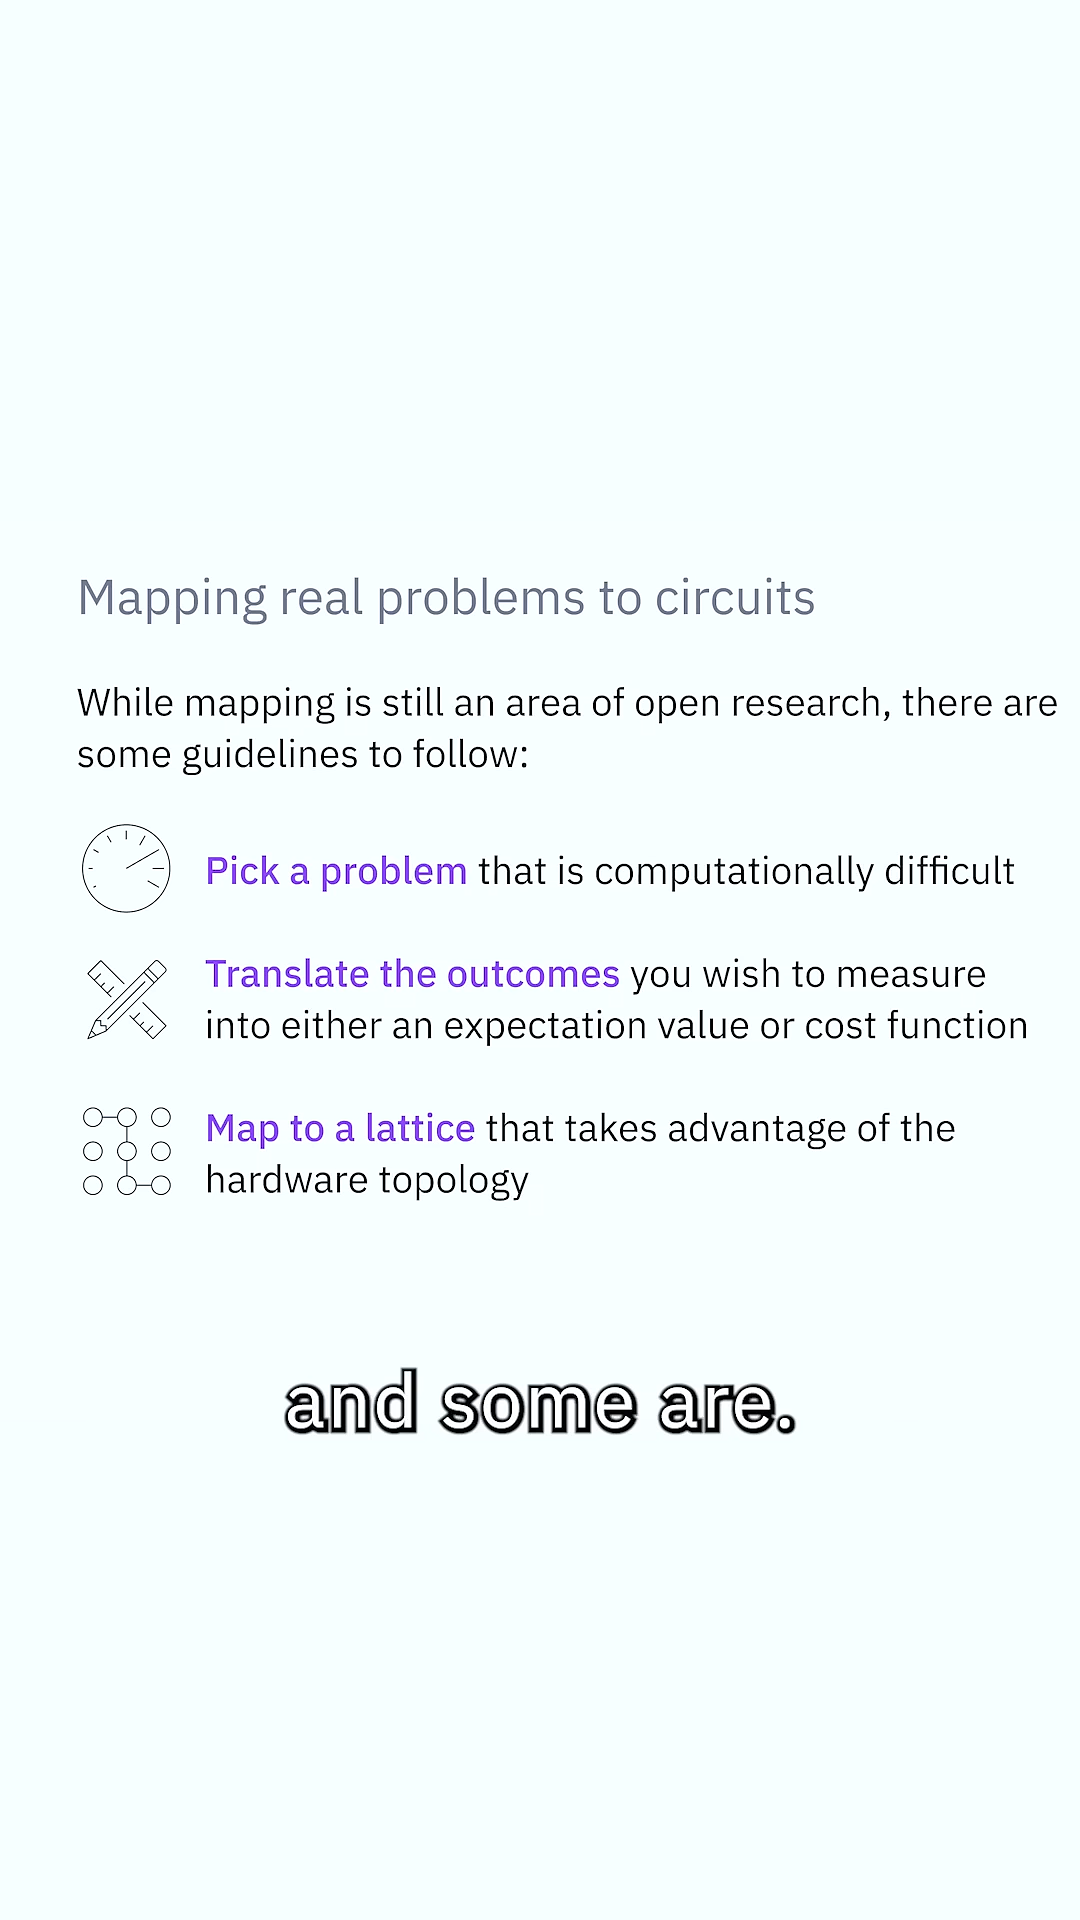 Mapping real problems to circuits
While mapping is still an area of open research, there are
some guidelines to follow:
Pick a problem that is computationally difficult
Translate the outcomes you wish to measure
into either an expectation value or cost function
Map to a lattice that takes advantage of the
hardware topology
and some are.